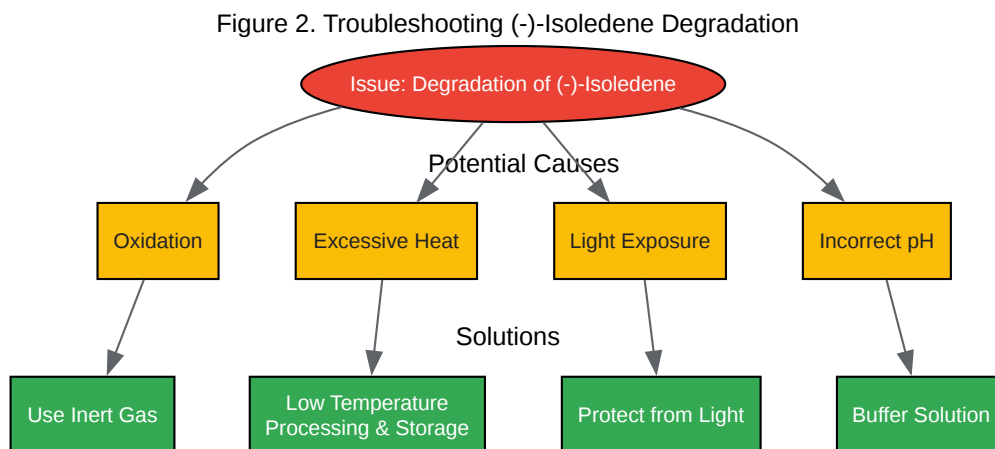 Figure 2. Troubleshooting (-)-Isoledene Degradation
Issue: Degradation of (-)-Isoledene
Potential Causes
Oxidation
Excessive Heat
Light Exposure
Incorrect pH
Solutions
Use Inert Gas
Low Temperature
Processing & Storage
Protect from Light
Buffer Solution